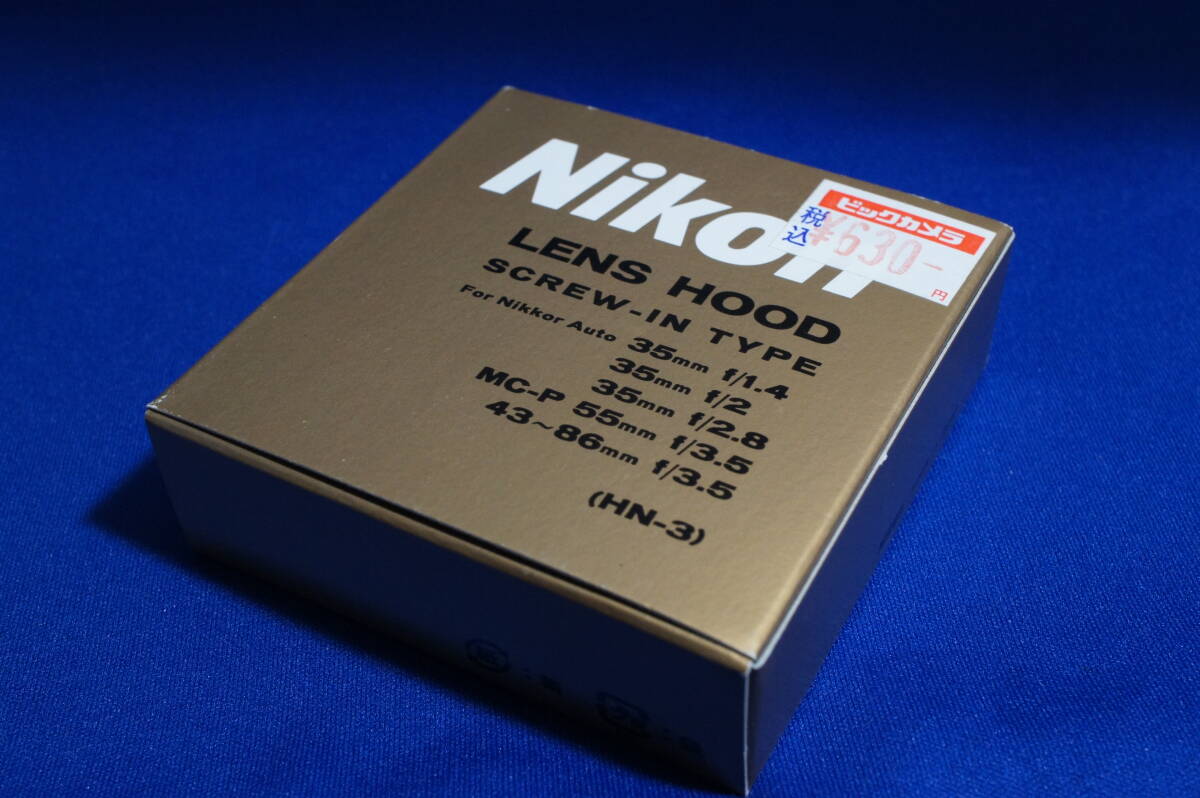 Nikon
ビックカメラ
税込
¥630-
円
LENS HOOD
SCREW-IN TYPE
For Nikkor Auto 35mm f/1.4
35mm f/2
35mm f/2.8
MC-P 55mm f/3.5
43~86mm f/3.5
(HN-3)